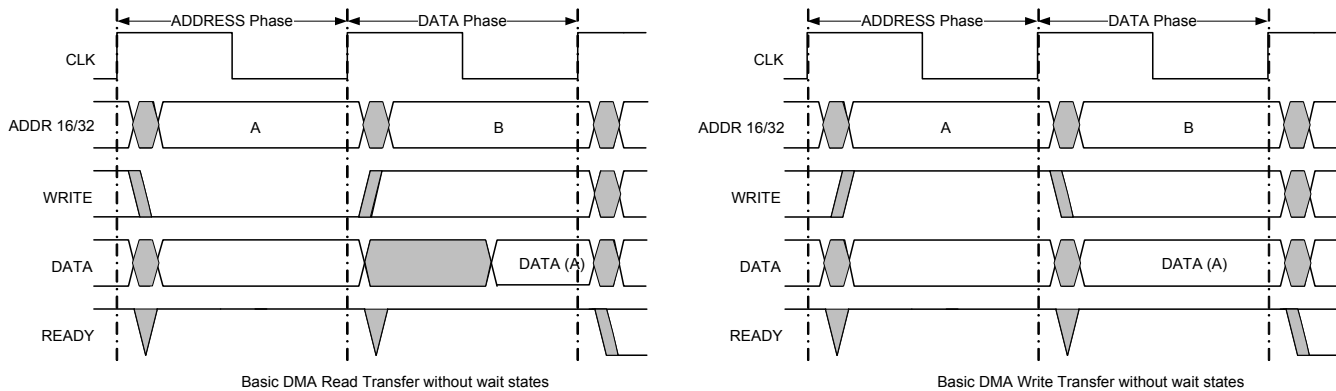 ADDRESS Phase DATA Phase
CLK
ADDR 16/32 A B
WRITE
DATA DATA (A)
READY
Basic DMA Read Transfer without wait states
ADDRESS Phase DATA Phase
CLK
ADDR 16/32 A B
WRITE
DATA DATA (A)
READY
Basic DMA Write Transfer without wait states